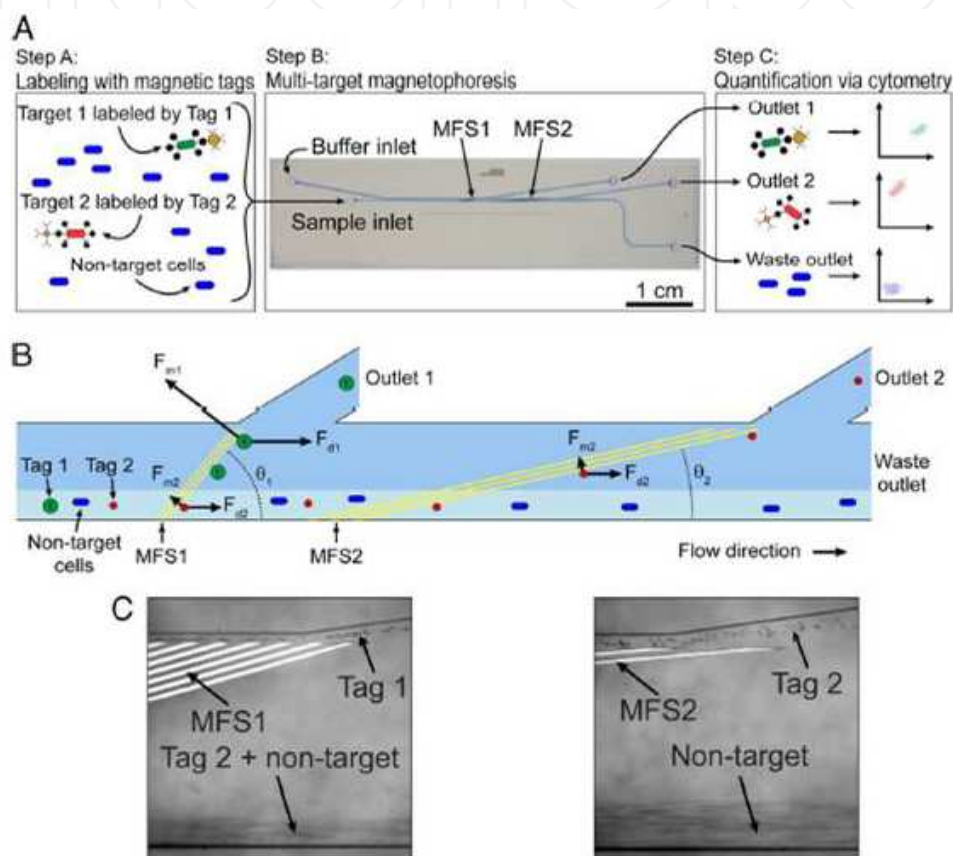 A
Step A:
Labeling with magnetic tags
Target 1 labeled by Tag 1
Target 2 labeled by Tag 2
Non-target cells
Step B:
Multi-target magnetophoresis
MFS1 MFS2
Buffer inlet
Sample inlet
1 cm
Step C:
Quantification via cytometry
Outlet 1
Outlet 2
Waste outlet
B
Fm1
Outlet 1
Outlet 2
Fd1
Tag 1 Tag 2
Fm2
θ1
Fd2
Fm2
Fd2
θ2
Waste
outlet
Non-target
cells
MFS1
MFS2
Flow direction
C
Tag 1
MFS1
Tag 2 + non-target
Tag 2
MFS2
Non-target